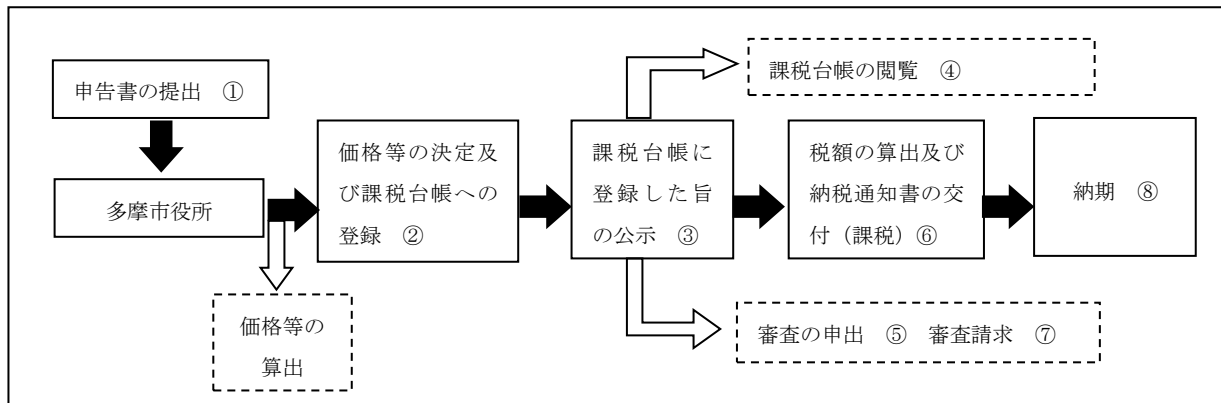 申告書の提出 ①
多摩市役所
価格等の
算出
価格等の決定及
び課税台帳への
登録 ②
課税台帳に
登録した旨
の公示 ③
課税台帳の閲覧 ④
審査の申出 ⑤ 審査請求 ⑦
税額の算出及び
納税通知書の交
付（課税）⑥
納期 ⑧